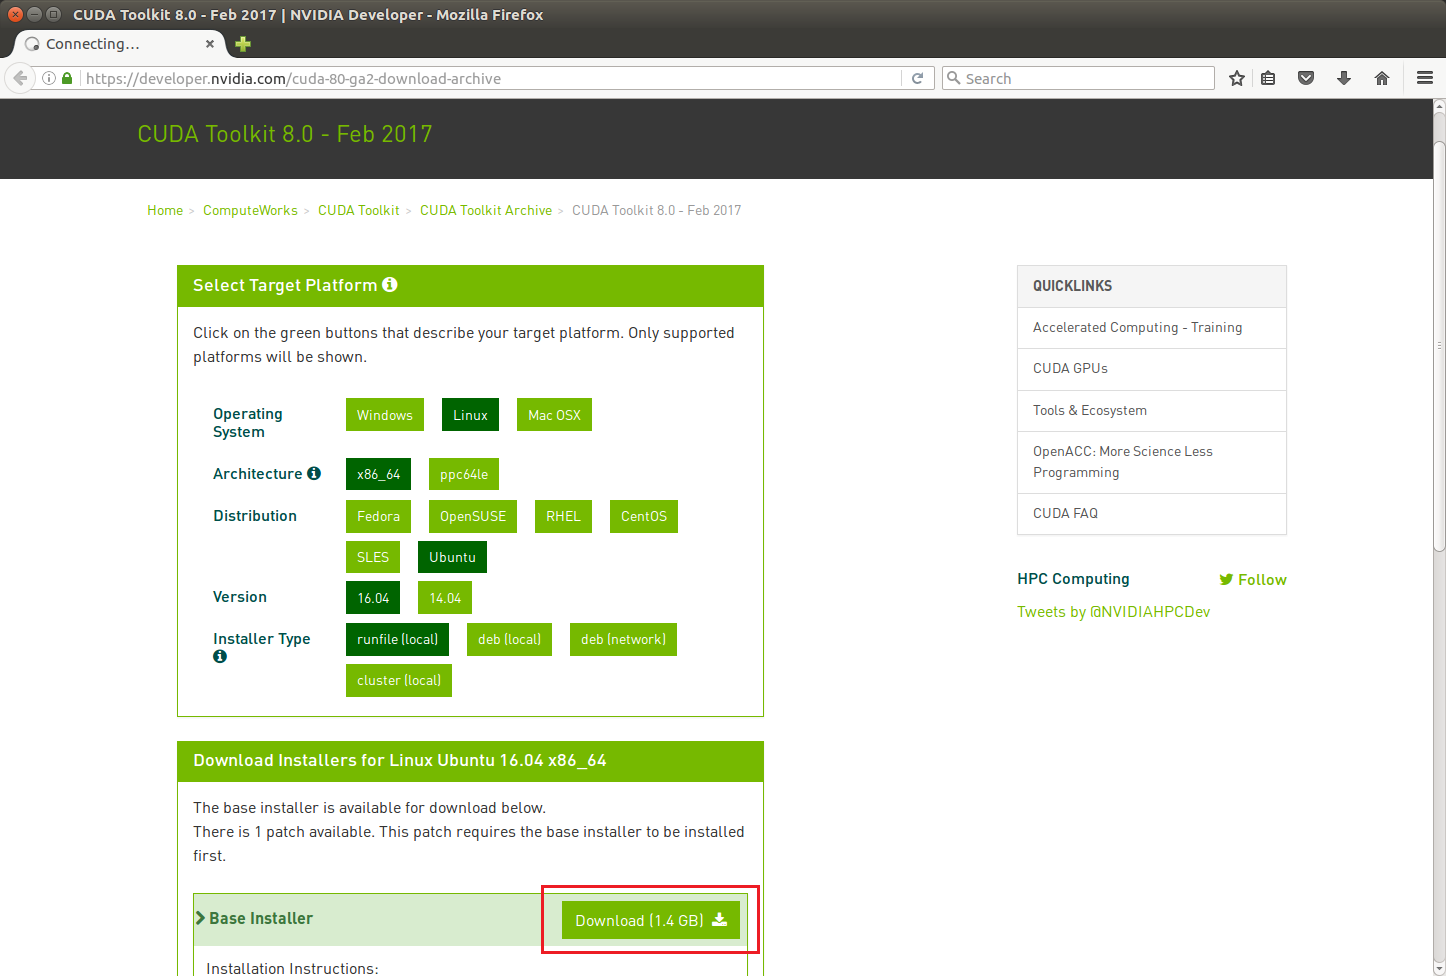 CUDA Toolkit 8.0 - Feb 2017 | NVIDIA Developer - Mozilla Firefox
Connecting...
https://developer.nvidia.com/cuda-80-ga2-download-archive
Search
CUDA Toolkit 8.0 - Feb 2017
Home > ComputeWorks > CUDA Toolkit > CUDA Toolkit Archive > CUDA Toolkit 8.0 - Feb 2017
Select Target Platform
Click on the green buttons that describe your target platform. Only supported
platforms will be shown.
Operating
System
Windows Linux Mac OSX
Architecture x86_64 ppc64le
Distribution Fedora OpenSUSE RHEL CentOS
SLES Ubuntu
Version 16.04 14.04
Installer Type runfile (local) deb (local) deb (network)
cluster (local)
Download Installers for Linux Ubuntu 16.04 x86_64
The base installer is available for download below.
There is 1 patch available. This patch requires the base installer to be installed
first.
Base Installer
Download (1.4 GB)
Installation Instructions:
QUICKLINKS
Accelerated Computing - Training
CUDA GPUs
Tools & Ecosystem
OpenACC: More Science Less
Programming
CUDA FAQ
HPC Computing
Follow
Tweets by @NVIDIAHPCDev